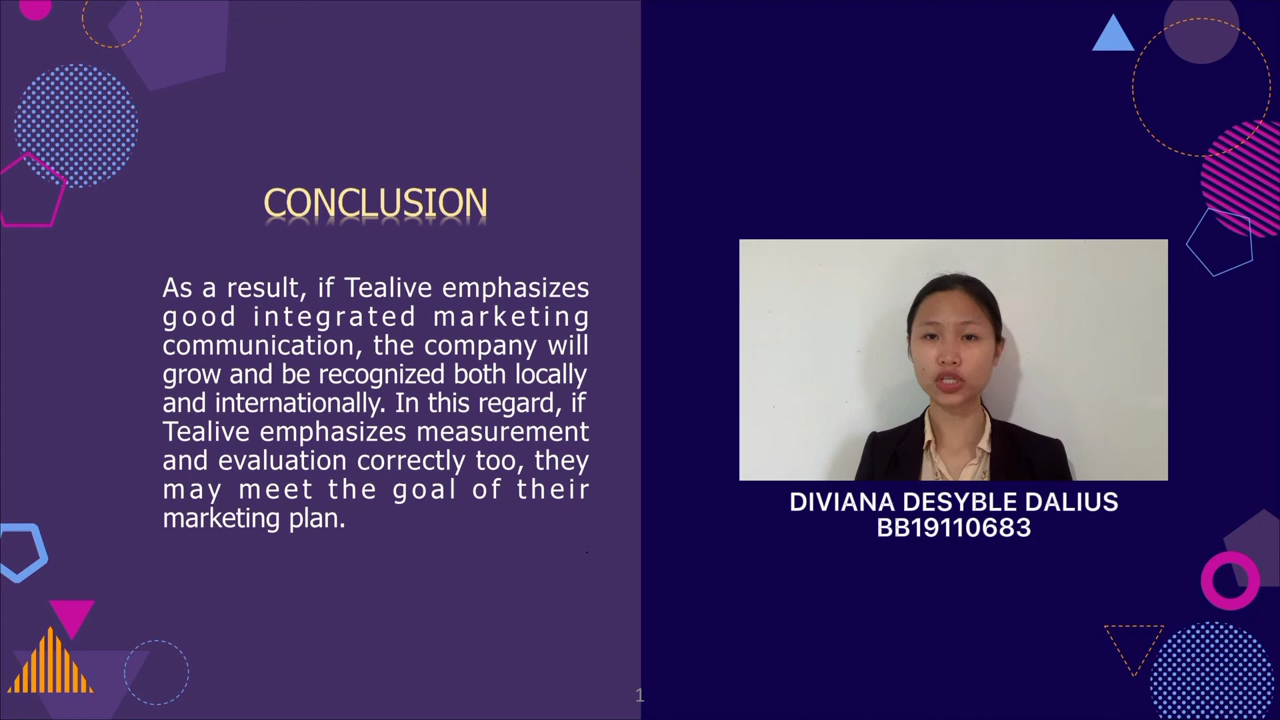 CONCLUSION
As a result, if Tealive emphasizes
good integrated marketing
communication, the company will
grow and be recognized both locally
and internationally. In this regard, if
Tealive emphasizes measurement
and evaluation correctly too, they
may meet the goal of their
marketing plan.
DIVIANA DESYBLE DALIUS
BB19110683
1